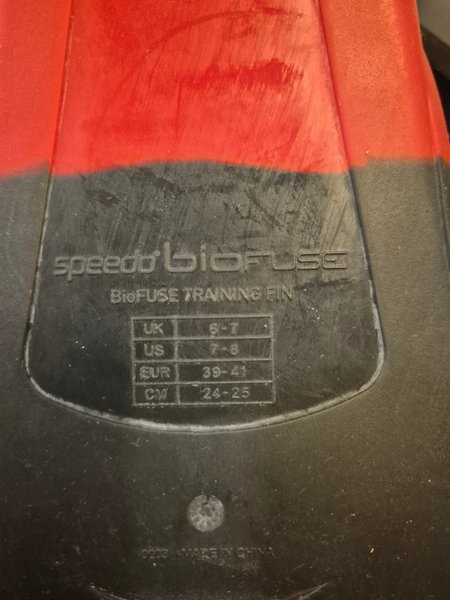 speedo biofuse
BioFUSE TRAINING FIN
UK 6-7
US 7-8
EUR 39-41
CM 24-25
MADE IN CHINA